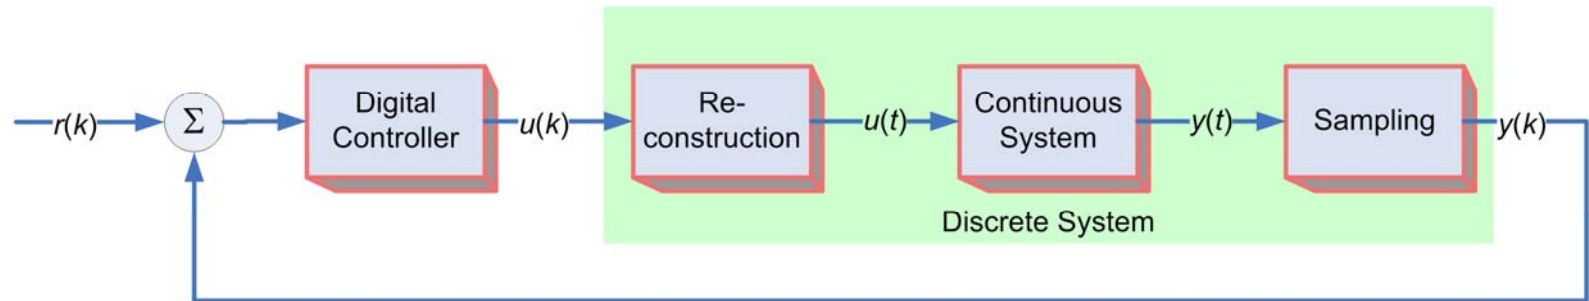 r(k)
Σ
Digital
Controller
u(k)
Re-
construction
u(t)
Continuous
System
y(t)
Sampling
y(k)
Discrete System